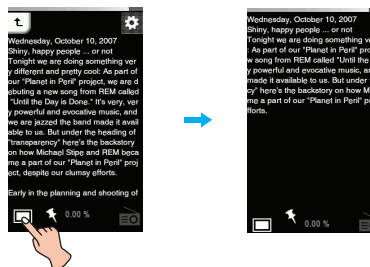 Wednesday, October 10, 2007
Shiny, happy people ... or not
Tonight we are doing something ver
y different and pretty cool: As part of
our "Planet in Peril" project, we are d
ebuting a new song from REM called
"Until the Day is Done." It's very, ver
y powerful and evocative music, and
we are jazzed the band made it avail
able to us. But under the heading of
"transparency" here's the backstory
on how Michael Stipe and REM beca
me a part of our "Planet in Peril" proj
ect, despite our clumsy efforts.
Early in the planning and shooting of
0.00 %
Wednesday, October 10, 2007
Shiny, happy people ... or not
Tonight we are doing something ve
: As part of our "Planet in Peril" pro
w song from REM called "Until the
y powerful and evocative music, an
made it available to us. But under
cy" here's the backstory on how M
me a part of our "Planet in Peril" p
fforts.
0.00 %